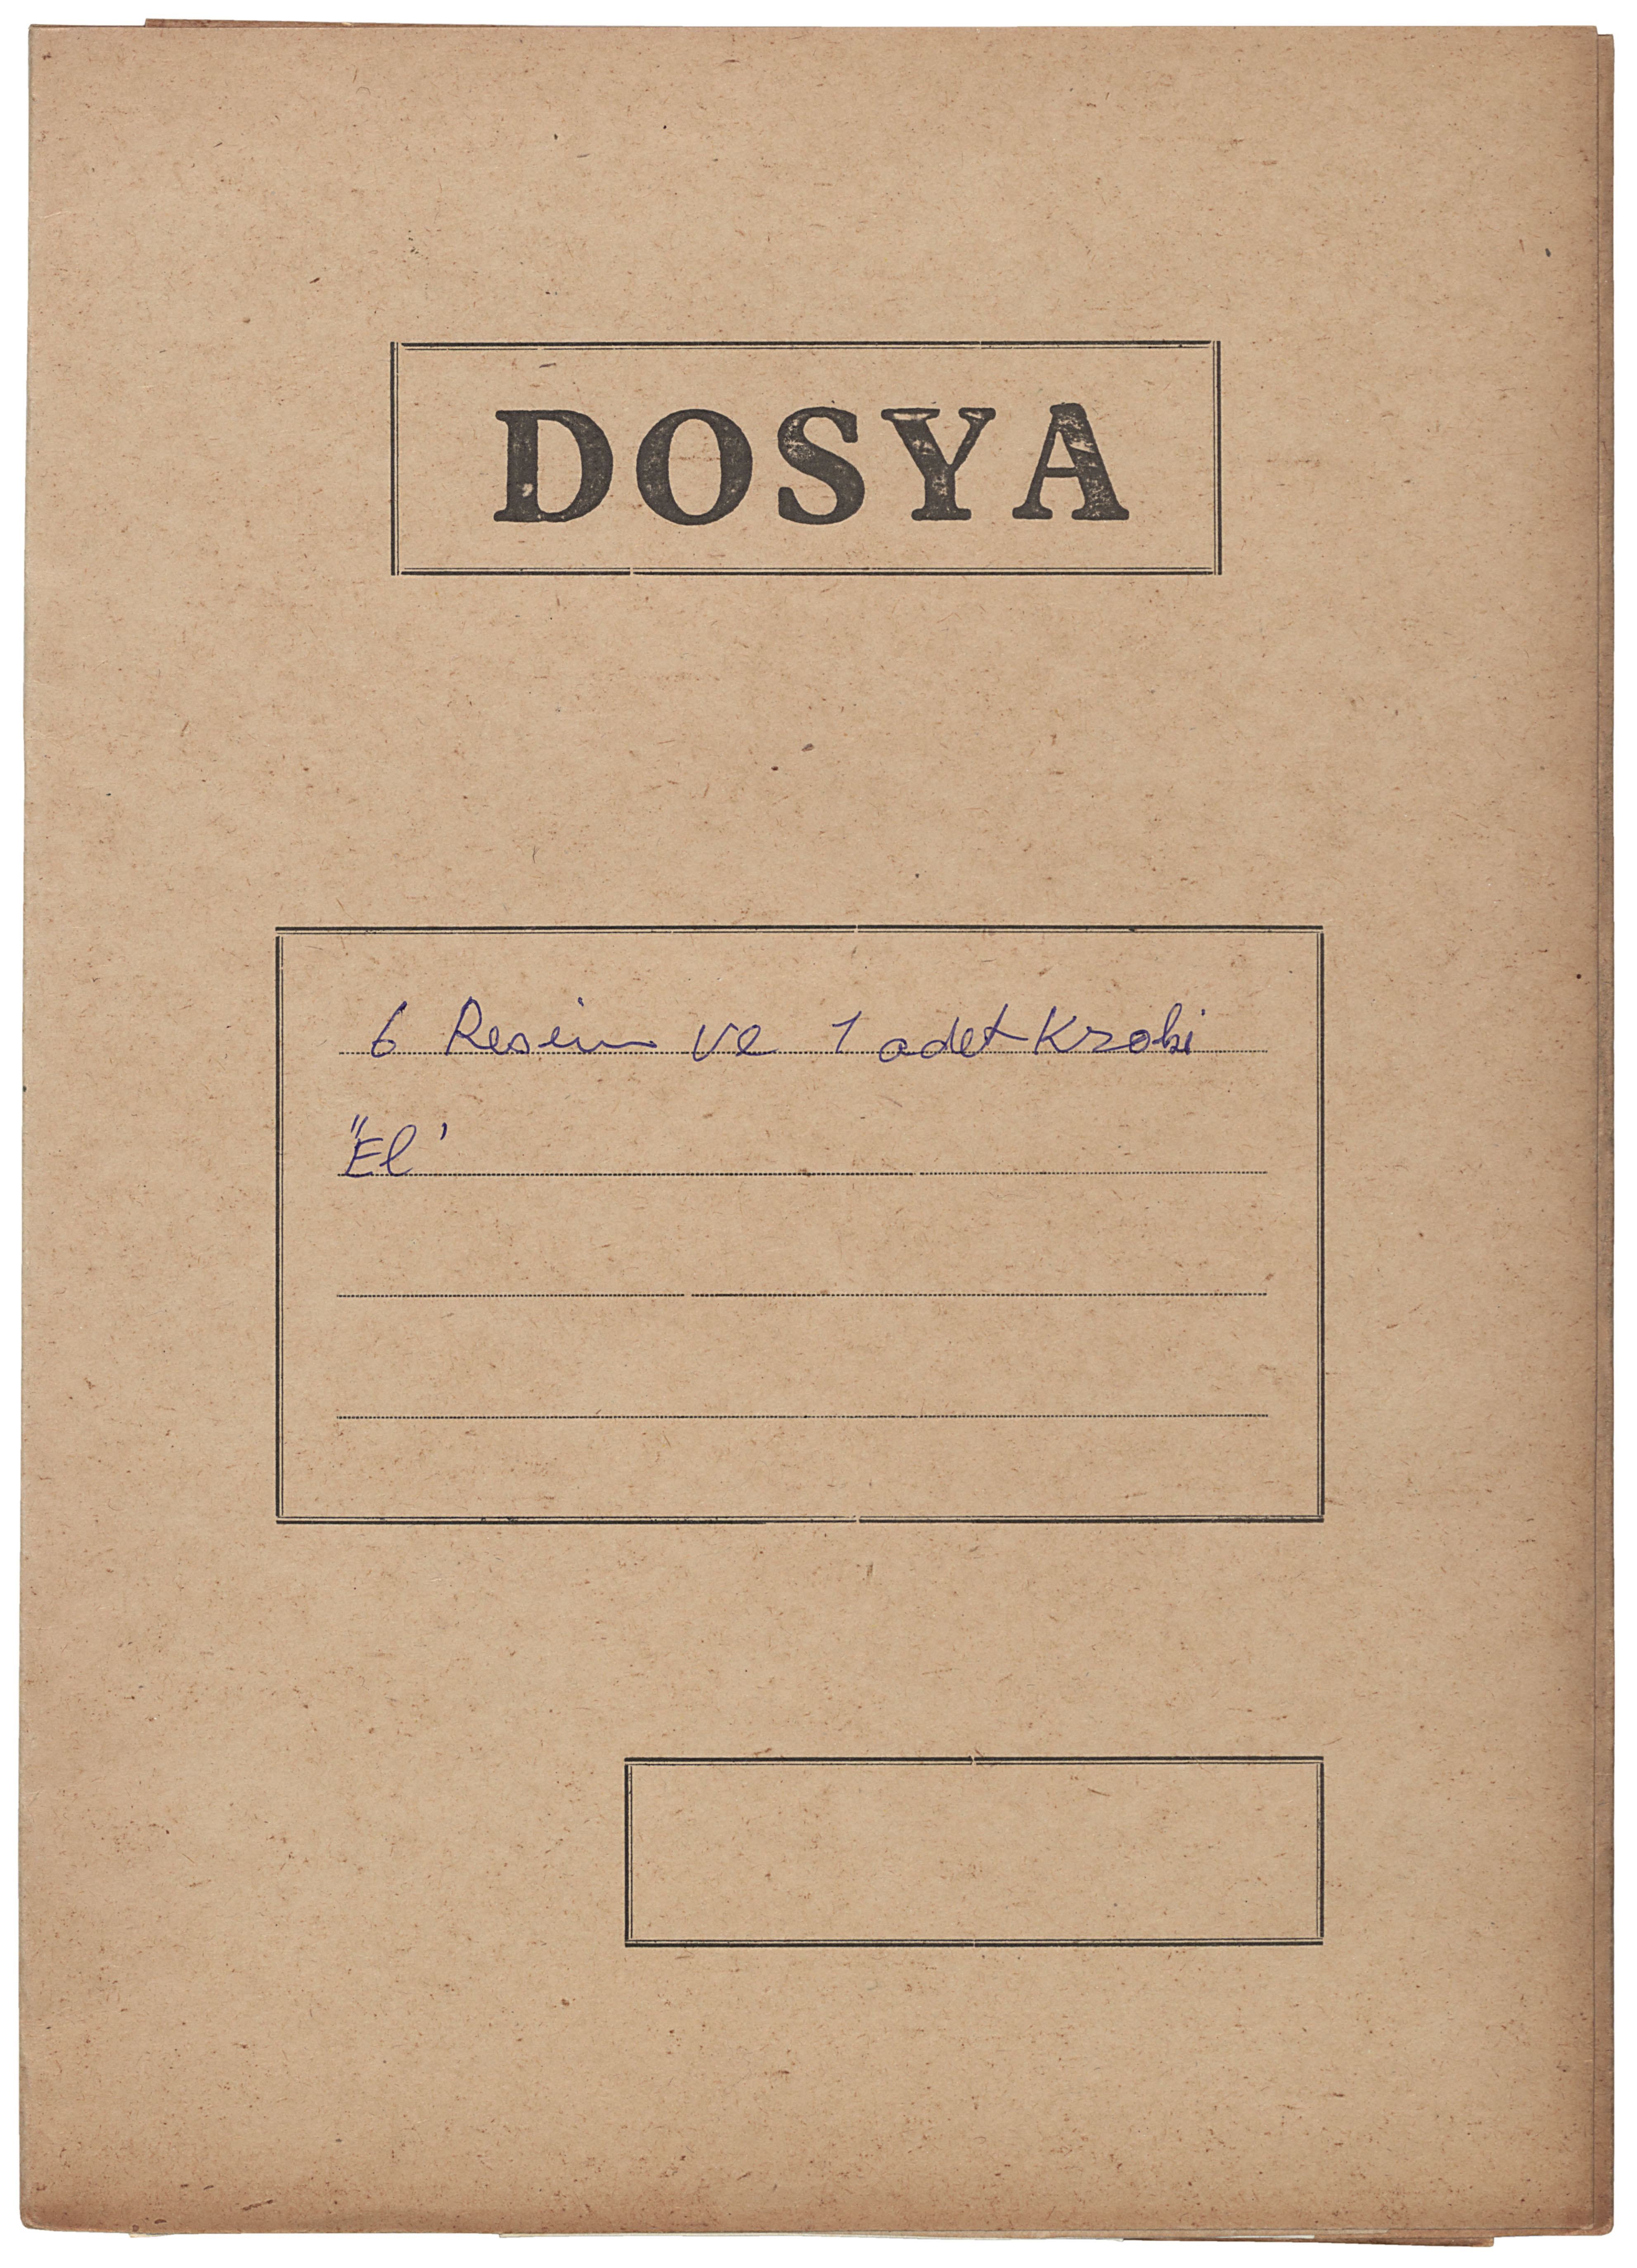 DOSYA
6 Resim ve 1 adet Kroki
"El'